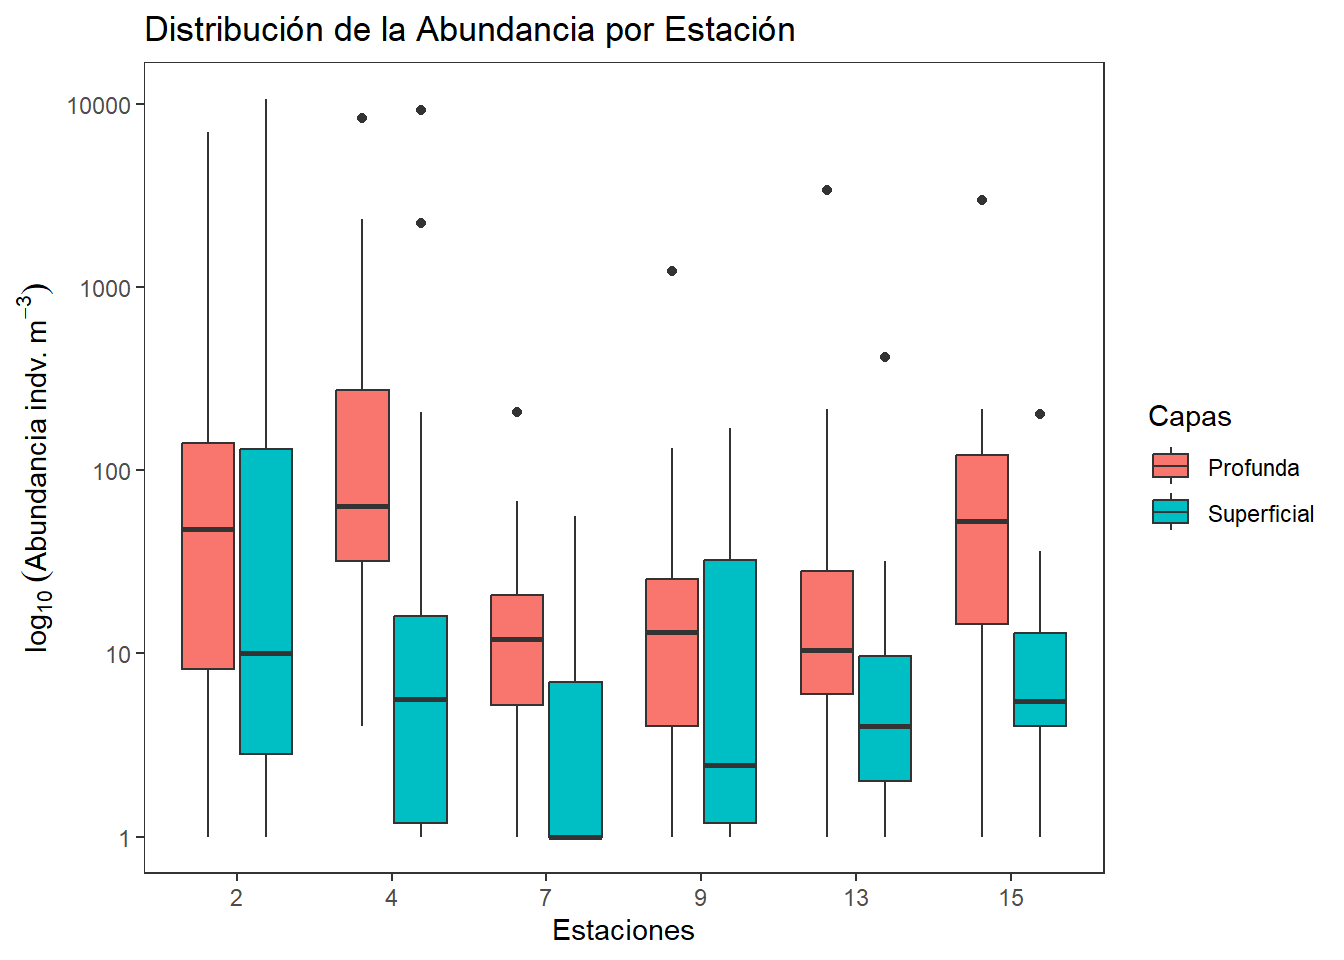 Distribución de la Abundancia por Estación
log₁₀ (Abundancia indv. m⁻³)
10000
1000
100
10
1
2 4 7 9 13 15
Estaciones
Capas
Profunda
Superficial